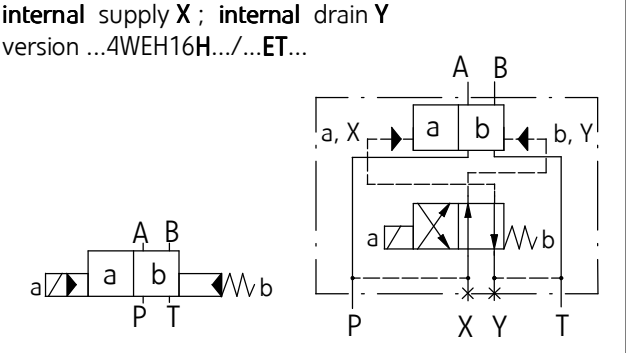 internal supply X ; internal drain Y
version ...4WEH16H.../...ET...
A B
a, X a b b, Y
a b
A B
a a b b
P T
P X Y T